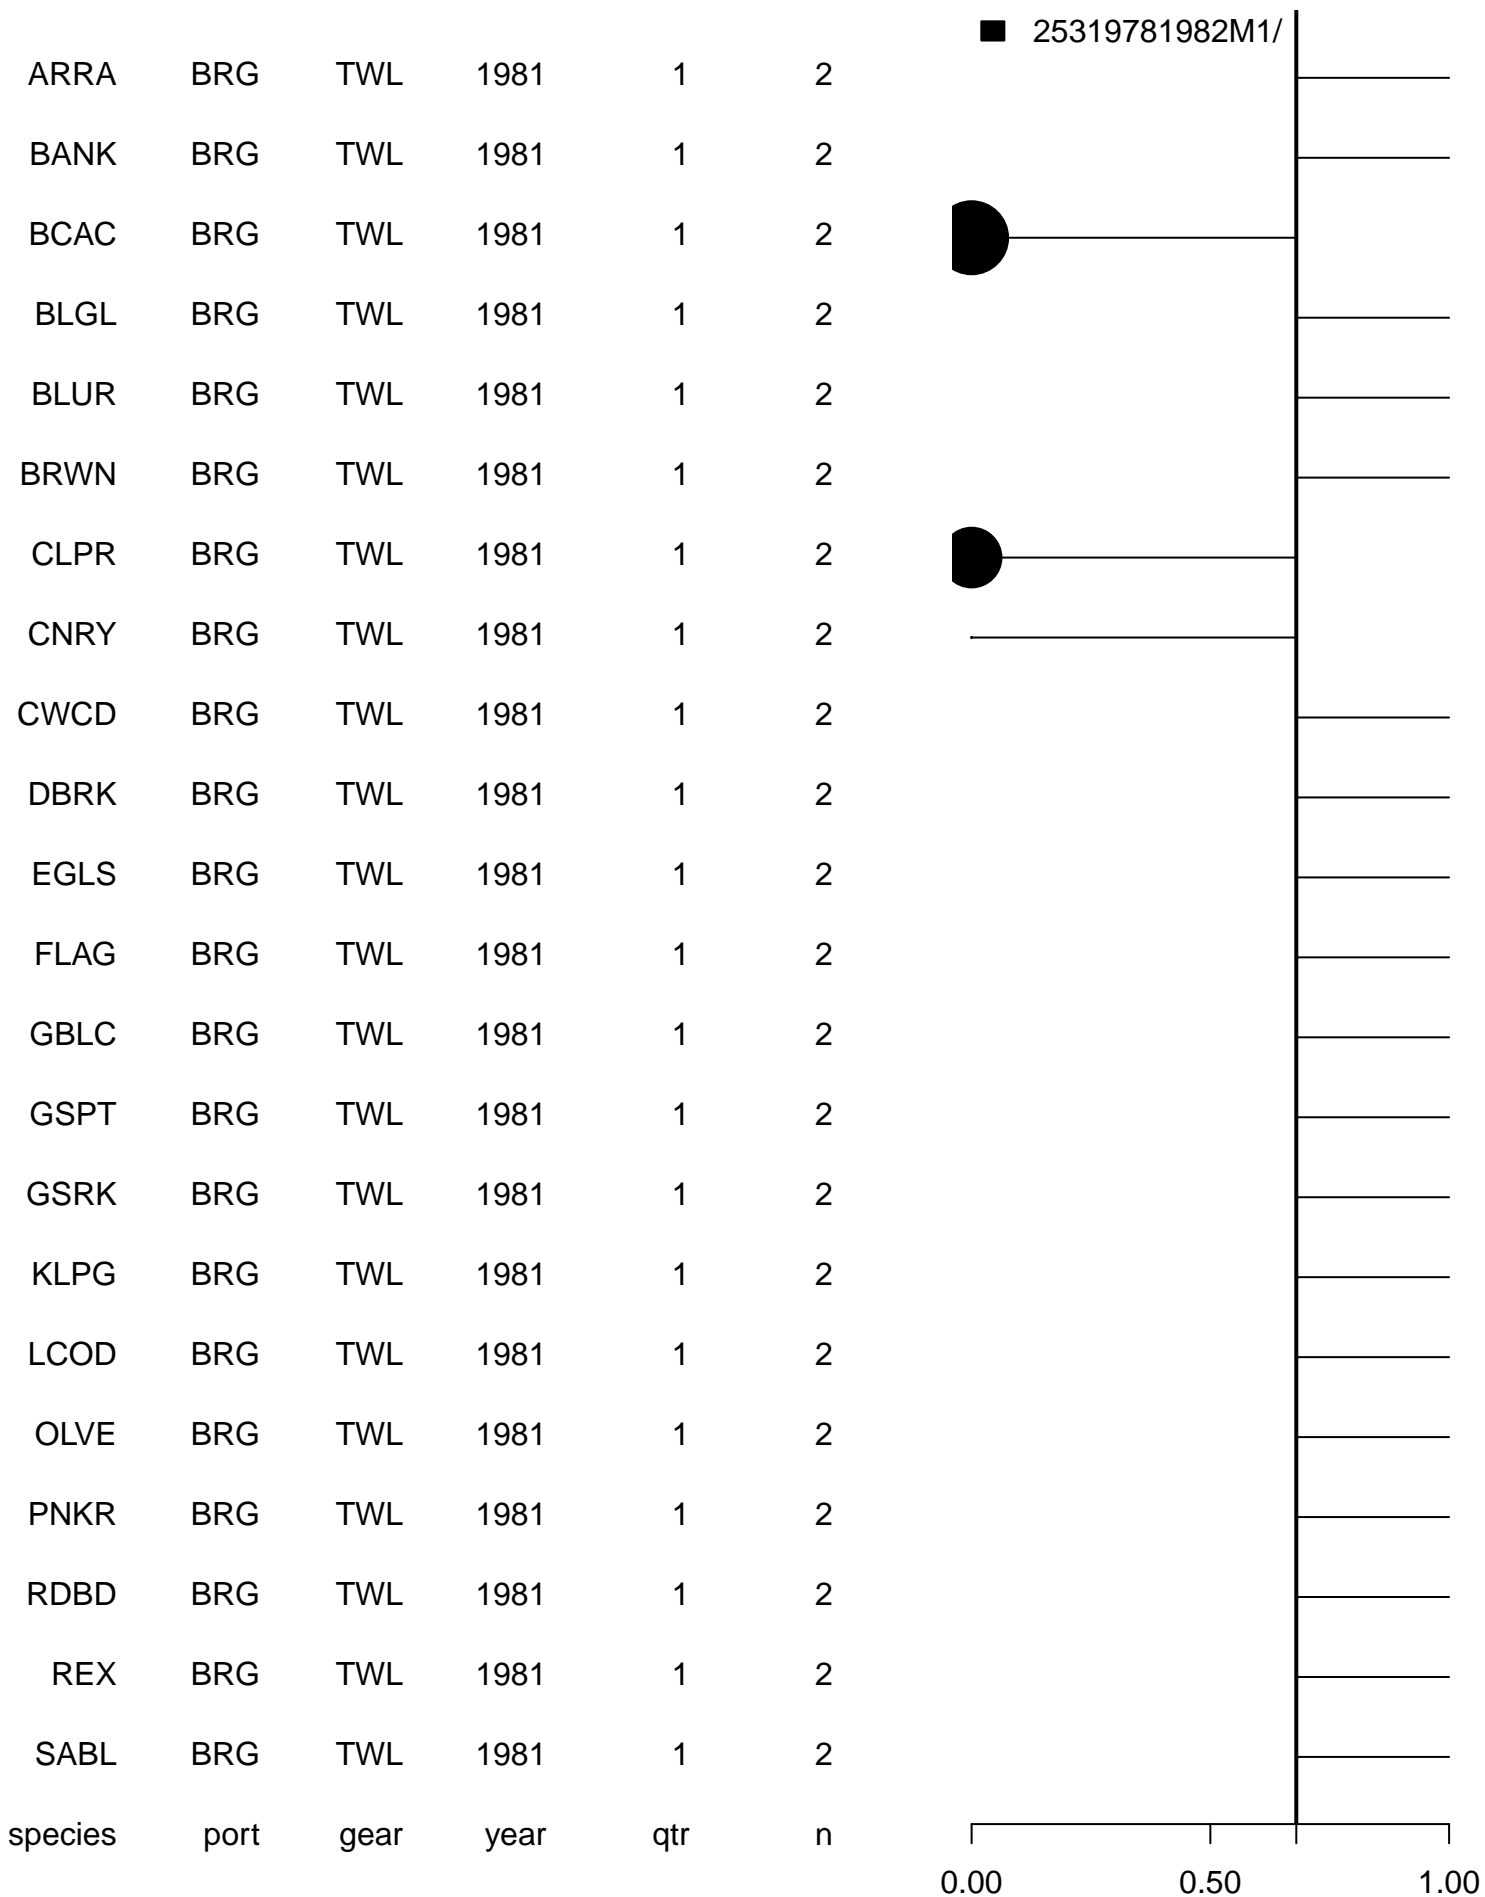 25319781982M1/
ARRA BRG TWL 1981 1 2
BANK BRG TWL 1981 1 2
BCAC BRG TWL 1981 1 2
BLGL BRG TWL 1981 1 2
BLUR BRG TWL 1981 1 2
BRWN BRG TWL 1981 1 2
CLPR BRG TWL 1981 1 2
CNRY BRG TWL 1981 1 2
CWCD BRG TWL 1981 1 2
DBRK BRG TWL 1981 1 2
EGLS BRG TWL 1981 1 2
FLAG BRG TWL 1981 1 2
GBLC BRG TWL 1981 1 2
GSPT BRG TWL 1981 1 2
GSRK BRG TWL 1981 1 2
KLPG BRG TWL 1981 1 2
LCOD BRG TWL 1981 1 2
OLVE BRG TWL 1981 1 2
PNKR BRG TWL 1981 1 2
RDBD BRG TWL 1981 1 2
REX BRG TWL 1981 1 2
SABL BRG TWL 1981 1 2
species port gear year qtr n
0.00 0.50 1.00